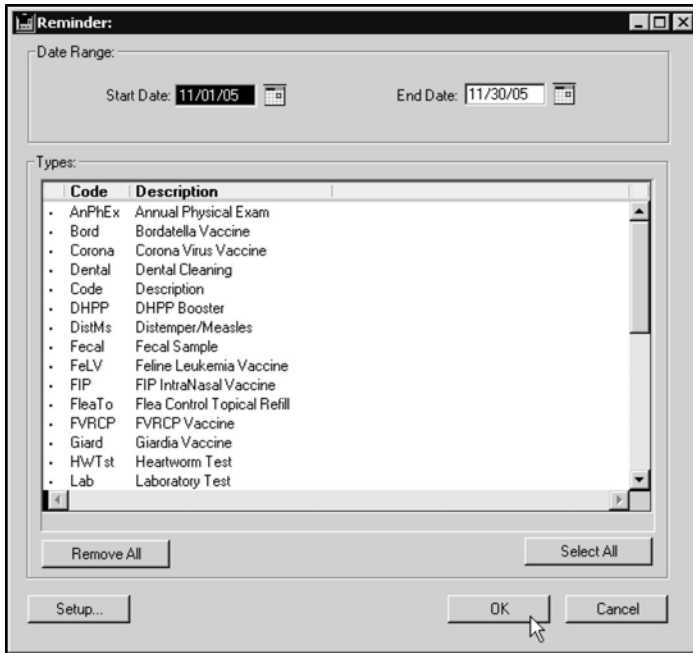 Reminder:
Date Range:
Start Date: 11/01/05 End Date: 11/30/05
Types:
Code Description
· AnPhEx Annual Physical Exam
· Bord Bordatella Vaccine
· Corona Corona Virus Vaccine
· Dental Dental Cleaning
· Code Description
· DHPP DHPP Booster
· DistMs Distemper/Measles
· Fecal Fecal Sample
· FeLV Feline Leukemia Vaccine
· FIP FIP IntraNasal Vaccine
· FleaTo Flea Control Topical Refill
· FVRCP FVRCP Vaccine
· Giard Giardia Vaccine
· HWTst Heartworm Test
· Lab Laboratory Test
Remove All Select All
Setup... OK Cancel